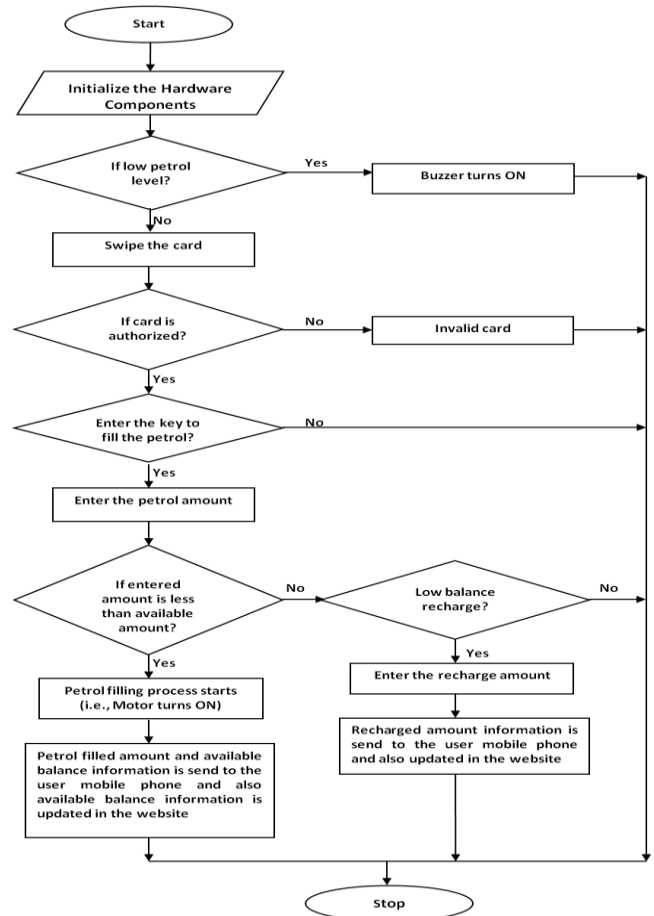 Start
Initialize the Hardware
Components
If low petrol
level?
Yes
Buzzer turns ON
No
Swipe the card
If card is
authorized?
No
Invalid card
Yes
Enter the key to
fill the petrol?
No
Yes
Enter the petrol amount
If entered
amount is less
than available
amount?
No
Low balance
recharge?
No
Yes
Yes
Petrol filling process starts
(i.e., Motor turns ON)
Enter the recharge amount
Petrol filled amount and available
balance information is send to the
user mobile phone and also
available balance information is
updated in the website
Recharged amount information is
send to the user mobile phone
and also updated in the website
Stop